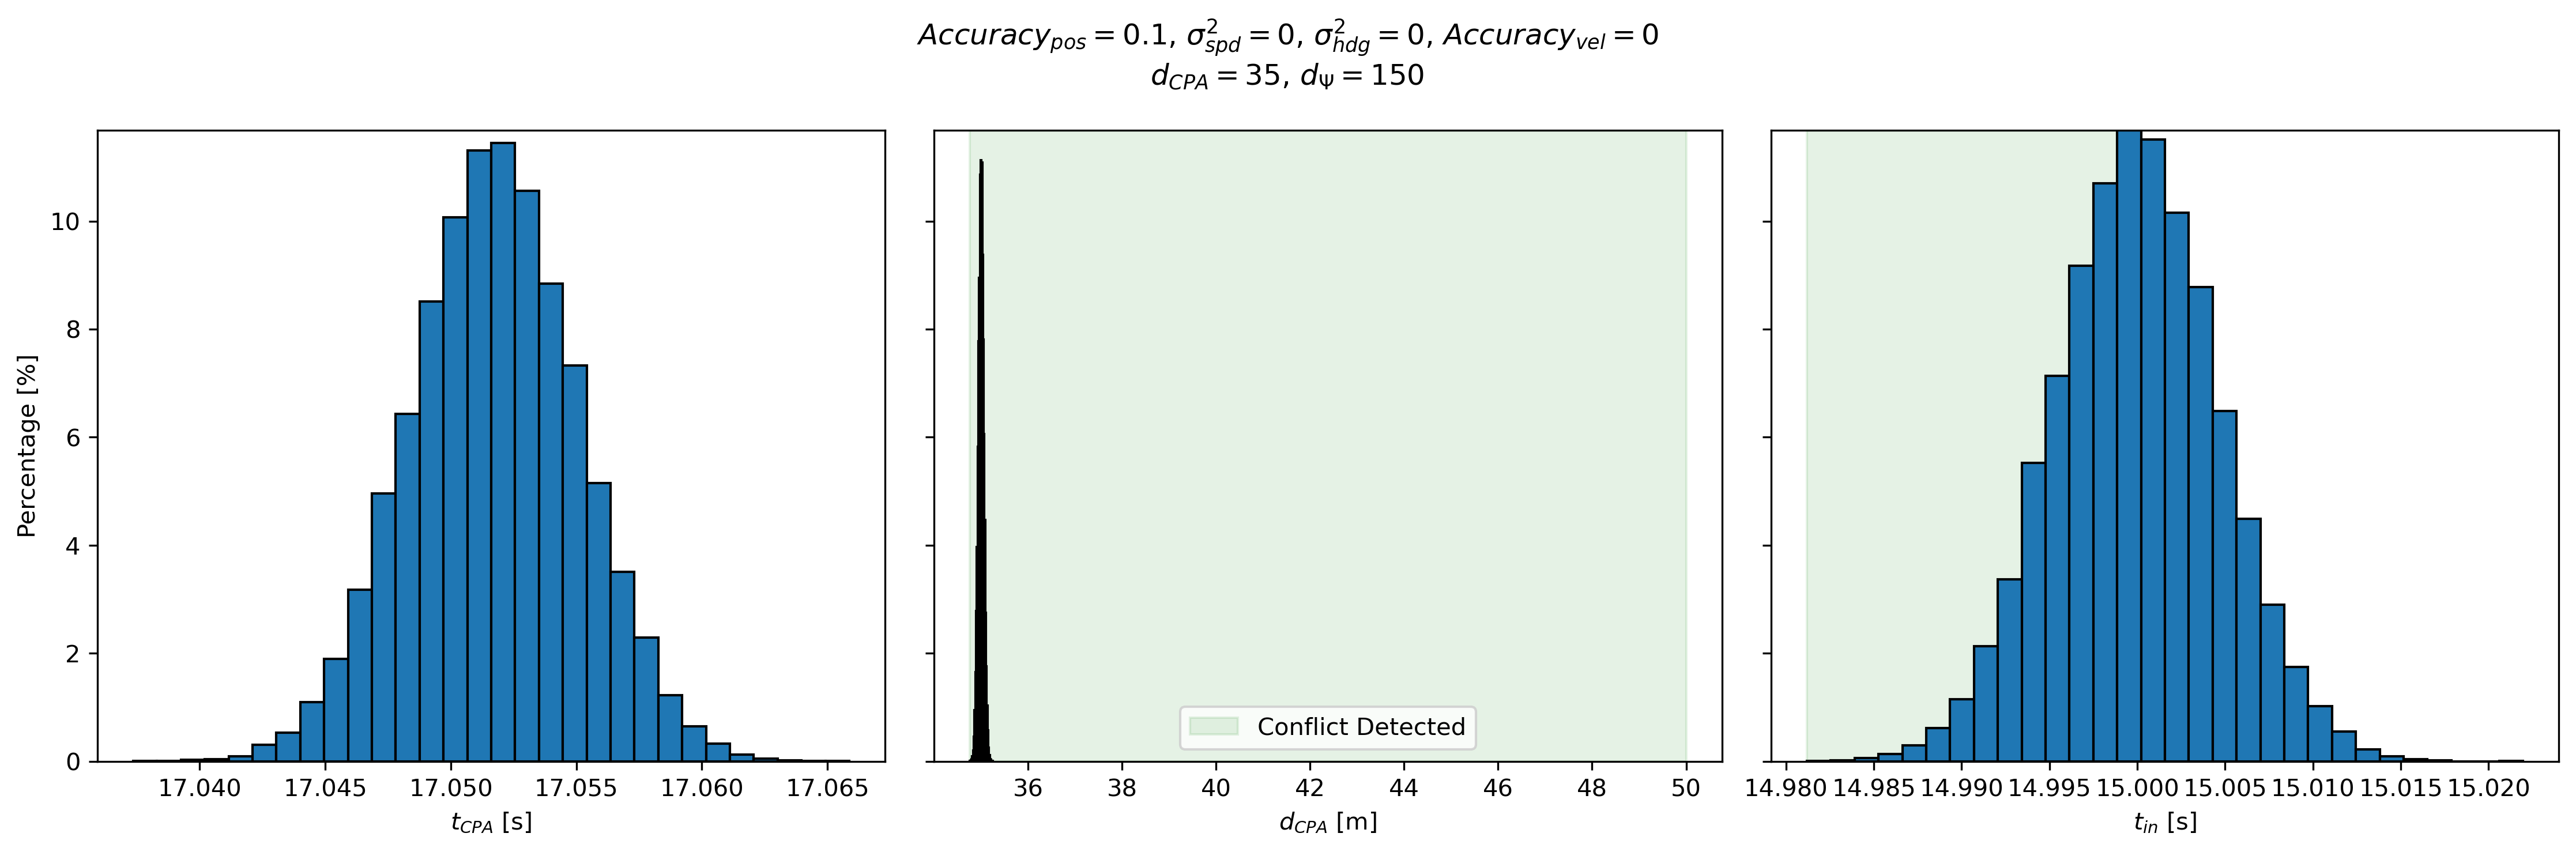 Accuracy_pos = 0.1, σ²_spd = 0, σ²_hdg = 0, Accuracy_vel = 0
d_CPA = 35, d_Ψ = 150
Percentage [%]
10
8
6
4
2
0
17.040 17.045 17.050 17.055 17.060 17.065
t_CPA [s]
Conflict Detected
36 38 40 42 44 46 48 50
d_CPA [m]
14.980 14.985 14.990 14.995 15.000 15.005 15.010 15.015 15.020
t_in [s]